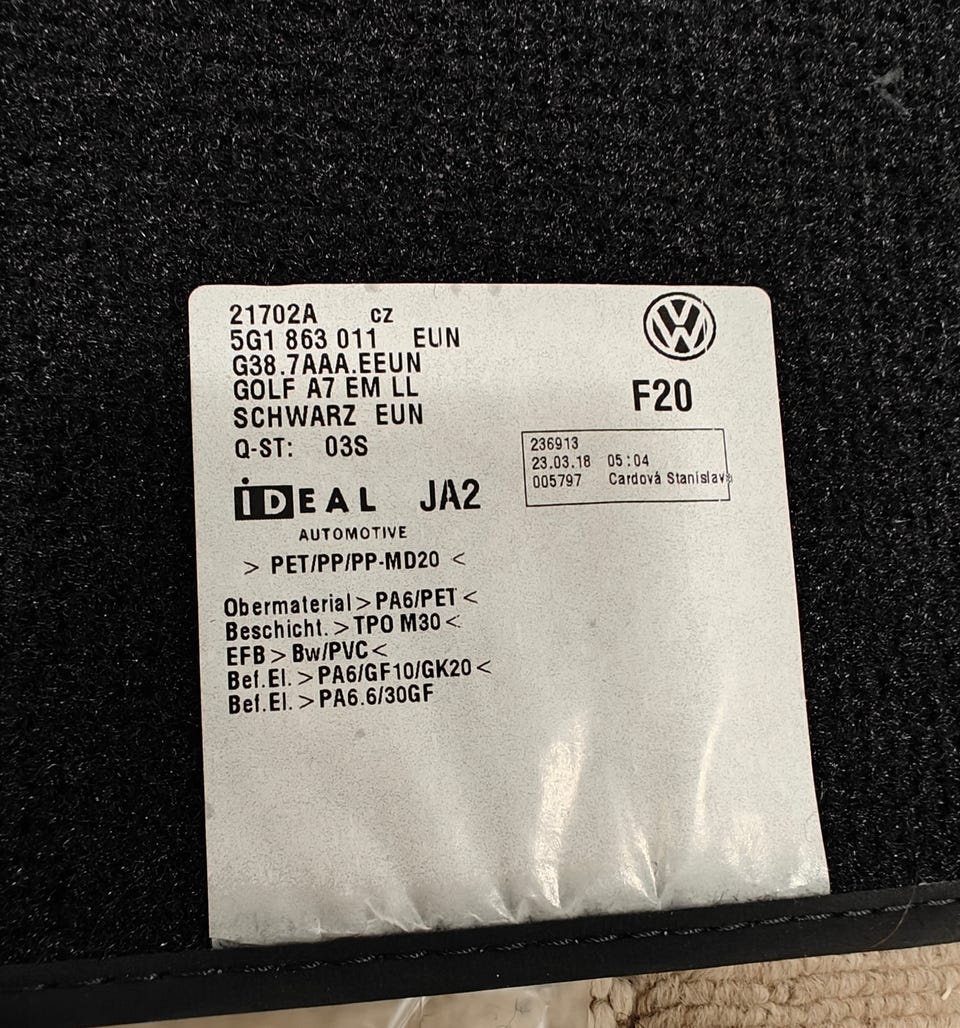 21702A CZ
5G1 863 011 EUN
G38.7AAA.EEUN
GOLF A7 EM LL
SCHWARZ EUN
Q-ST: 03S
F20
236913
23.03.18 05:04
005797 Cardová Stanislava
iDEAL JA2
AUTOMOTIVE
> PET/PP/PP-MD20 <
Obermaterial > PA6/PET <
Beschicht. > TPO M30 <
EFB > Bw/PVC <
Bef.El. > PA6/GF10/GK20 <
Bef.El. > PA6.6/30GF